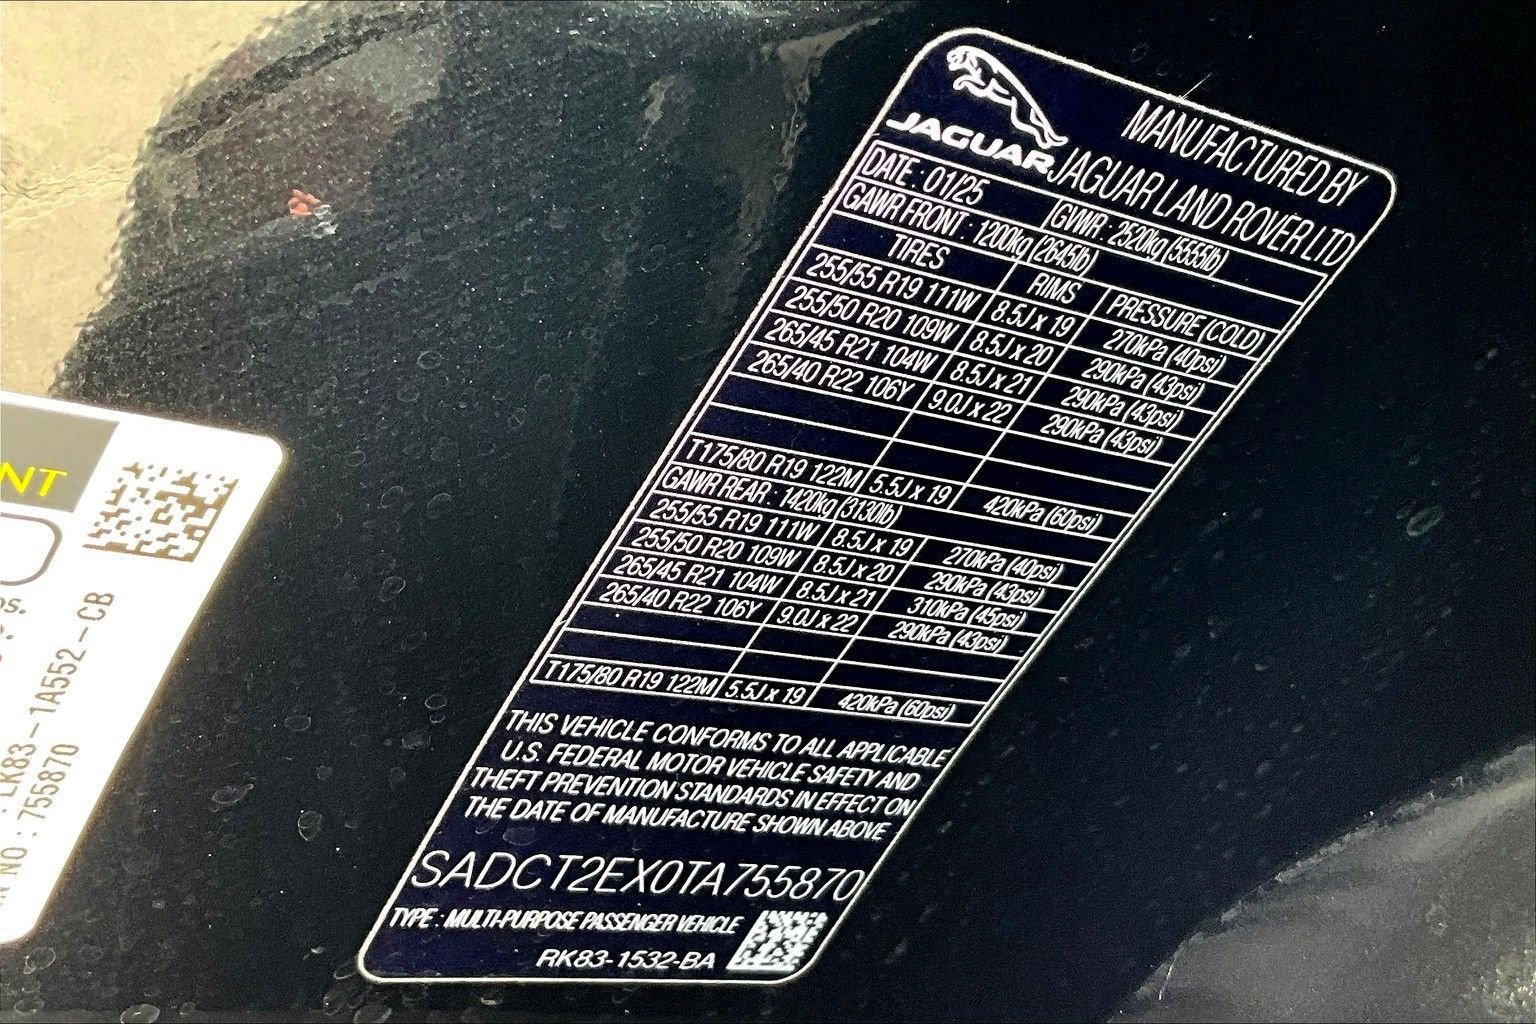 JAGUAR
MANUFACTURED BY
JAGUAR LAND ROVER LTD
DATE : 01/25 GVWR : 2520kg (5555lb)
GAWR FRONT : 1200kg (2645lb)
TIRES RIMS PRESSURE (COLD)
255/55 R19 111W 8.5J x 19 270kPa (40psi)
255/50 R20 109W 8.5J x 20 290kPa (43psi)
265/45 R21 104W 8.5J x 21 290kPa (43psi)
265/40 R22 106Y 9.0J x 22 290kPa (43psi)
T175/80 R19 122M 5.5J x 19 420kPa (60psi)
GAWR REAR : 1420kg (3130lb)
255/55 R19 111W 8.5J x 19 270kPa (40psi)
255/50 R20 109W 8.5J x 20 290kPa (43psi)
265/45 R21 104W 8.5J x 21 310kPa (45psi)
265/40 R22 106Y 9.0J x 22 290kPa (43psi)
T175/80 R19 122M 5.5J x 19 420kPa (60psi)
THIS VEHICLE CONFORMS TO ALL APPLICABLE
U.S. FEDERAL MOTOR VEHICLE SAFETY AND
THEFT PREVENTION STANDARDS IN EFFECT ON
THE DATE OF MANUFACTURE SHOWN ABOVE
SADCT2EX0TA755870
TYPE : MULTI-PURPOSE PASSENGER VEHICLE
RK83-1532-BA
NT
: LK83-1A552-CB
NO : 755870